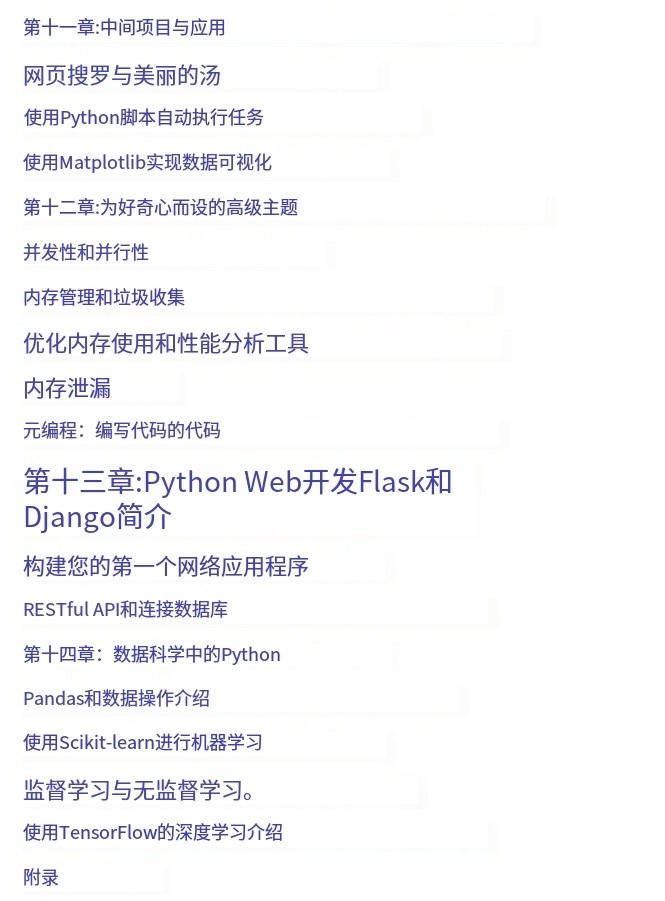 第十一章:中间项目与应用
网页搜罗与美丽的汤
使用Python脚本自动执行任务
使用Matplotlib实现数据可视化
第十二章:为好奇心而设的高级主题
并发性和并行性
内存管理和垃圾收集
优化内存使用和性能分析工具
内存泄漏
元编程：编写代码的代码
第十三章:Python Web开发Flask和
Django简介
构建您的第一个网络应用程序
RESTful API和连接数据库
第十四章：数据科学中的Python
Pandas和数据操作介绍
使用Scikit-learn进行机器学习
监督学习与无监督学习。
使用TensorFlow的深度学习介绍
附录